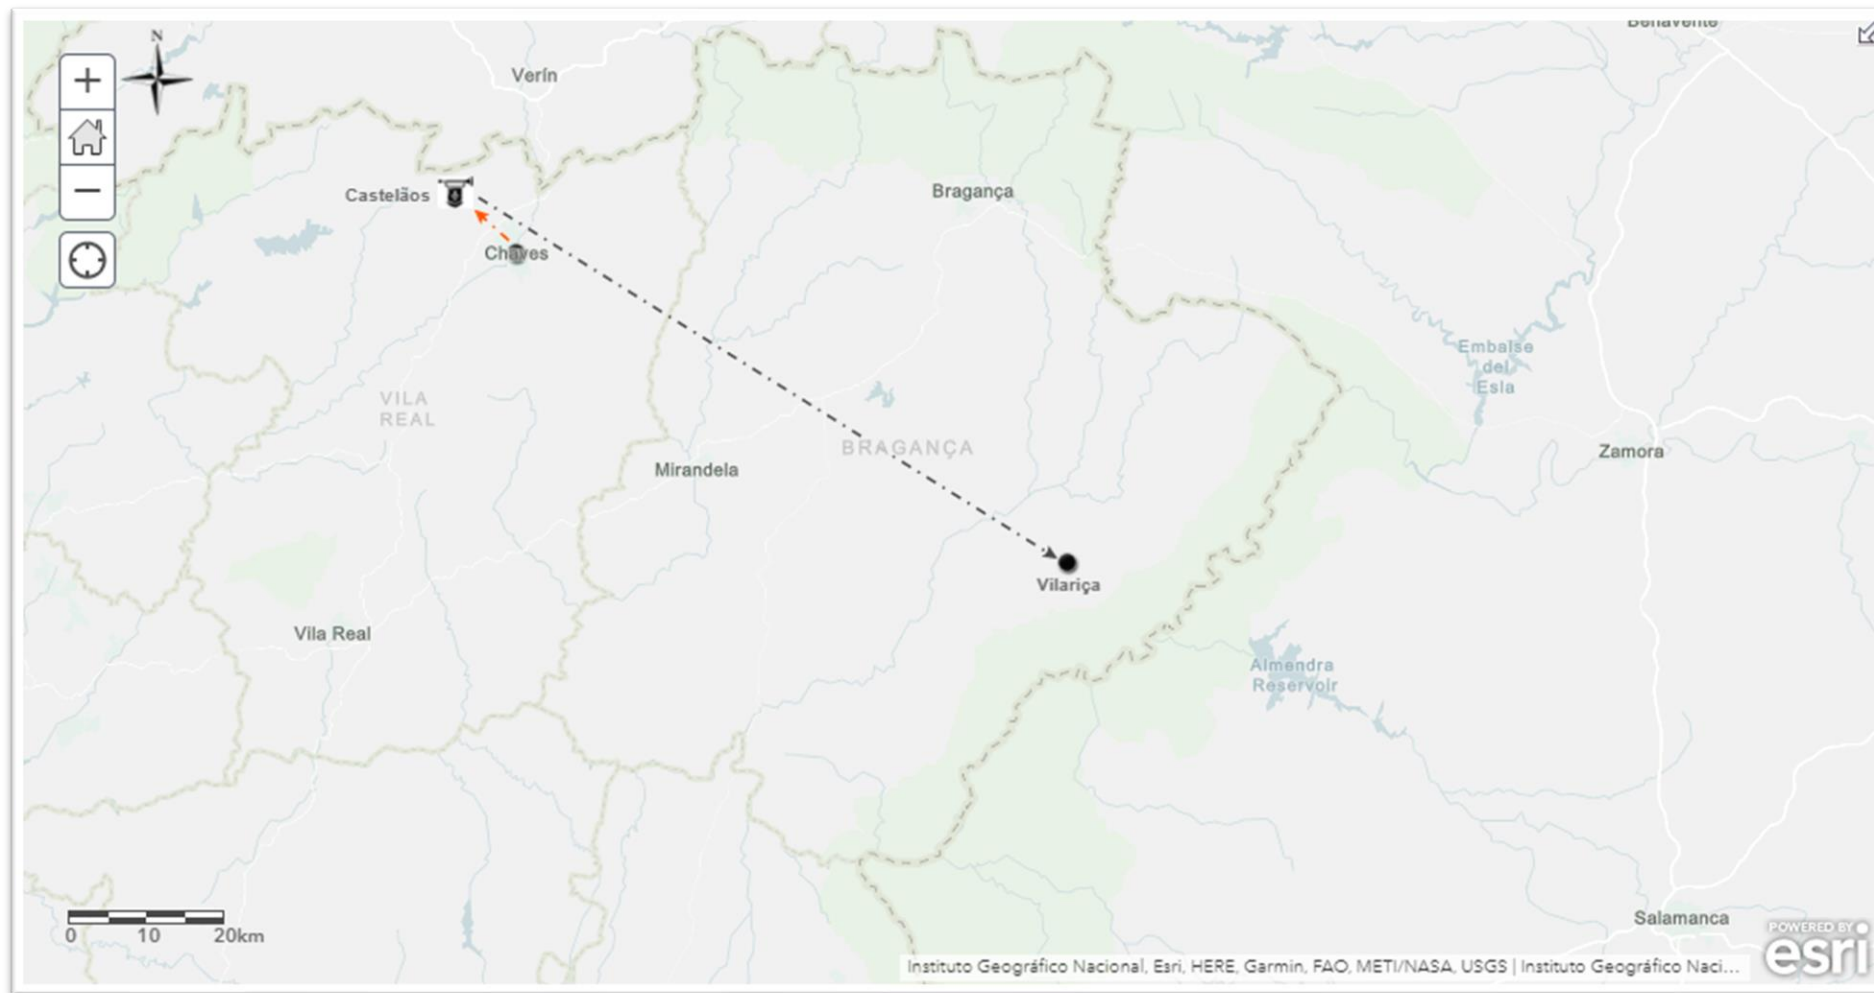 Benavente
N
Verín
Castelãos
Bragança
Chaves
Embalse
del
Esla
VILA
REAL
BRAGANÇA
Zamora
Mirandela
Vilariça
Vila Real
Almendra
Reservoir
Salamanca
0 10 20km
POWERED BY
esri
Instituto Geográfico Nacional, Esri, HERE, Garmin, FAO, METI/NASA, USGS | Instituto Geográfico Naci...